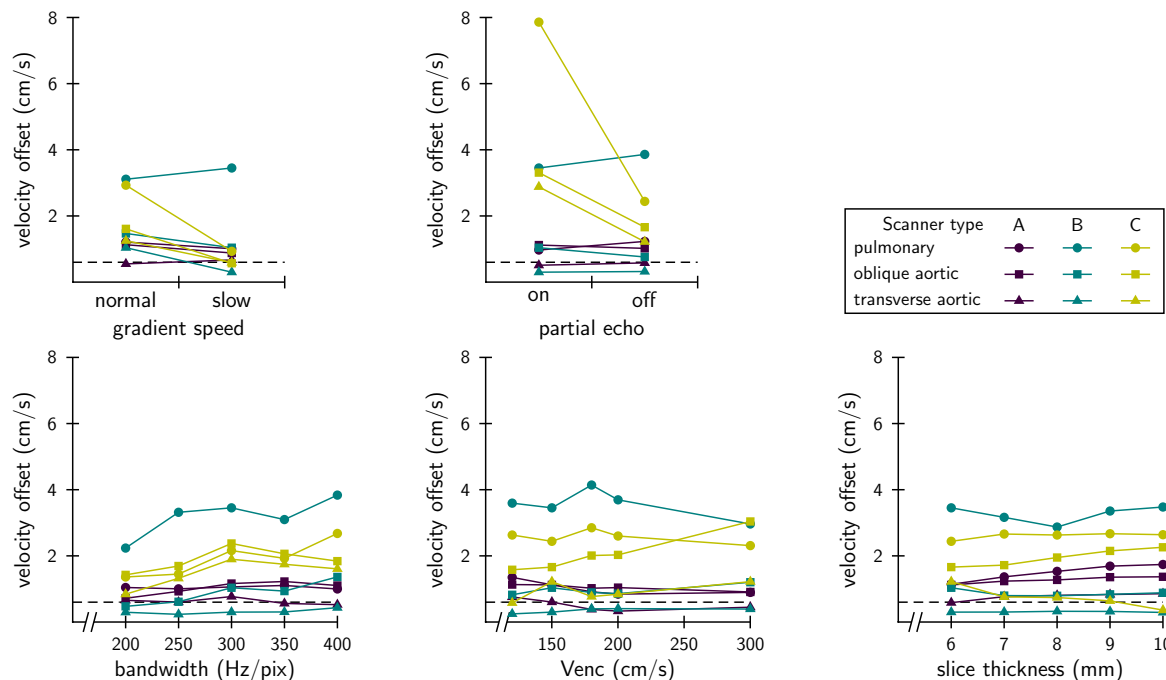 8
6
4
2
velocity offset (cm/s)
normal
slow
gradient speed
8
6
4
2
velocity offset (cm/s)
on
off
partial echo
Scanner type A B C
pulmonary
oblique aortic
transverse aortic
8
6
4
2
velocity offset (cm/s)
200 250 300 350 400
bandwidth (Hz/pix)
8
6
4
2
velocity offset (cm/s)
150 200 250 300
Venc (cm/s)
8
6
4
2
velocity offset (cm/s)
6 7 8 9 10
slice thickness (mm)